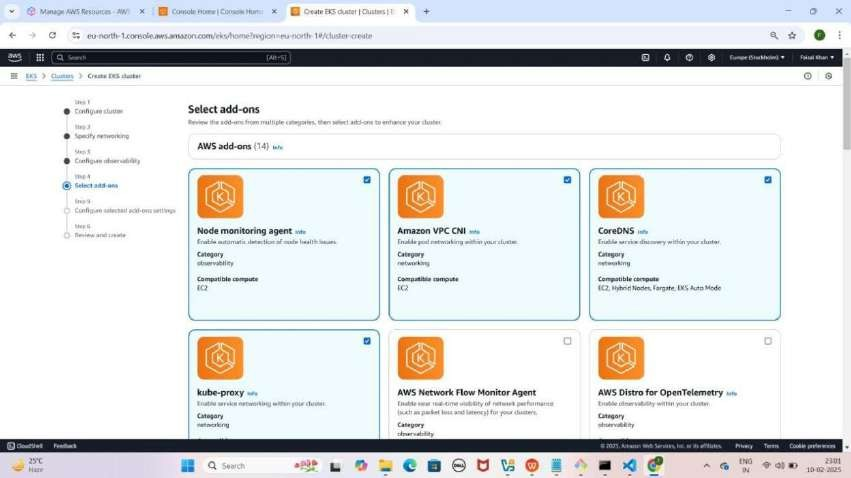 Manage AWS Resources - AWS
Console Home | Console Home
Create EKS cluster | Clusters | E
eu-north-1.console.aws.amazon.com/eks/home?region=eu-north-1#/cluster-create
aws
Search
[Alt+S]
Europe (Stockholm)
Faisal Khan
EKS
Clusters
Create EKS cluster
Step 1
Configure cluster
Step 2
Specify networking
Step 3
Configure observability
Step 4
Select add-ons
Step 5
Configure selected add-ons settings
Step 6
Review and create
Select add-ons
Review the add-ons from multiple categories, then select add-ons to enhance your cluster.
AWS add-ons (14) Info
Node monitoring agent Info
Enable automatic detection of node health issues.
Category
observability
Compatible compute
EC2
Amazon VPC CNI Info
Enable pod networking within your cluster.
Category
networking
Compatible compute
EC2
CoreDNS Info
Enable service discovery within your cluster.
Category
networking
Compatible compute
EC2, Hybrid Nodes, Fargate, EKS Auto Mode
kube-proxy Info
Enable service networking within your cluster.
Category
networking
AWS Network Flow Monitor Agent
Enable near real-time visibility of network performance
(such as packet loss and latency) for your clusters.
Category
observability
AWS Distro for OpenTelemetry Info
Enable observability within your cluster.
Category
observability
CloudShell
Feedback
© 2025, Amazon Web Services, Inc. or its affiliates.
Privacy
Terms
Cookie preferences
25°C
Haze
Search
DELL
ENG
IN
23:01
10-02-2025